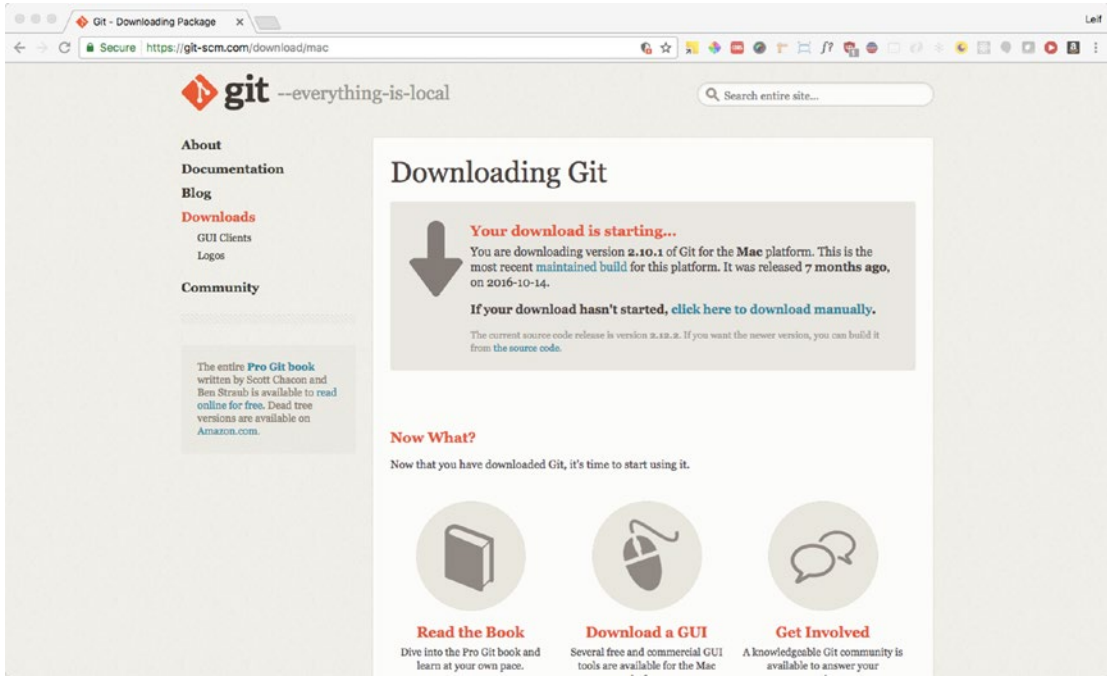 Git - Downloading Package
Leif
Secure
https://git-scm.com/download/mac
git --everything-is-local
Search entire site...
About
Documentation
Blog
Downloads
GUI Clients
Logos
Community
The entire Pro Git book
written by Scott Chacon and
Ben Straub is available to read
online for free. Dead tree
versions are available on
Amazon.com.
Downloading Git
Your download is starting...
You are downloading version 2.10.1 of Git for the Mac platform. This is the
most recent maintained build for this platform. It was released 7 months ago,
on 2016-10-14.
If your download hasn't started, click here to download manually.
The current source code release is version 2.12.2. If you want the newer version, you can build it
from the source code.
Now What?
Now that you have downloaded Git, it's time to start using it.
Read the Book
Dive into the Pro Git book and
learn at your own pace.
Download a GUI
Several free and commercial GUI
tools are available for the Mac
Get Involved
A knowledgeable Git community is
available to answer your